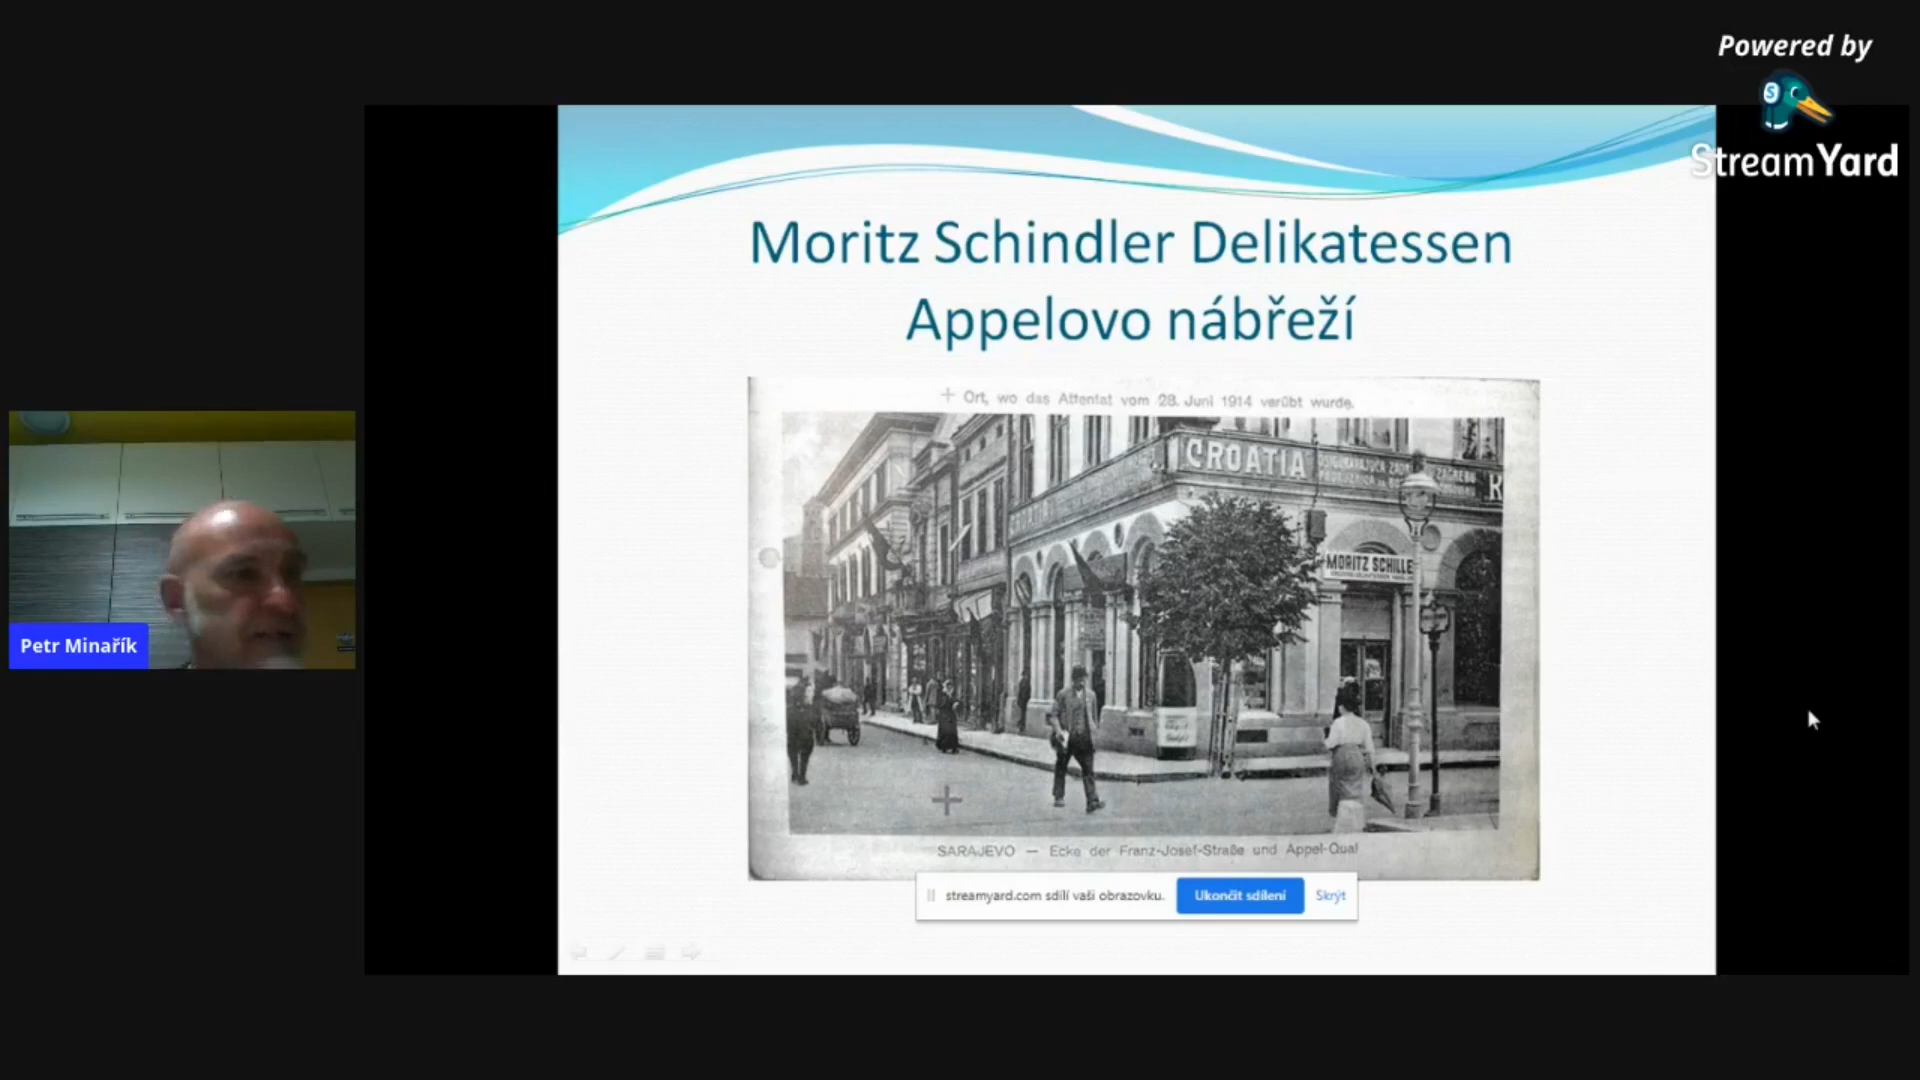 Powered by
StreamYard
Moritz Schindler Delikatessen
Appelovo nábřeží
+ Ort, wo das Attentat vom 28. Juni 1914 verübt wurde.
CROATIA
ZAGREBU
K
MORITZ SCHILLE
SARAJEVO — Ecke der Franz-Josef-Straße und Appel-Quai
streamyard.com sdílí vaši obrazovku.
Ukončit sdílení
Skrýt
Petr Minařík